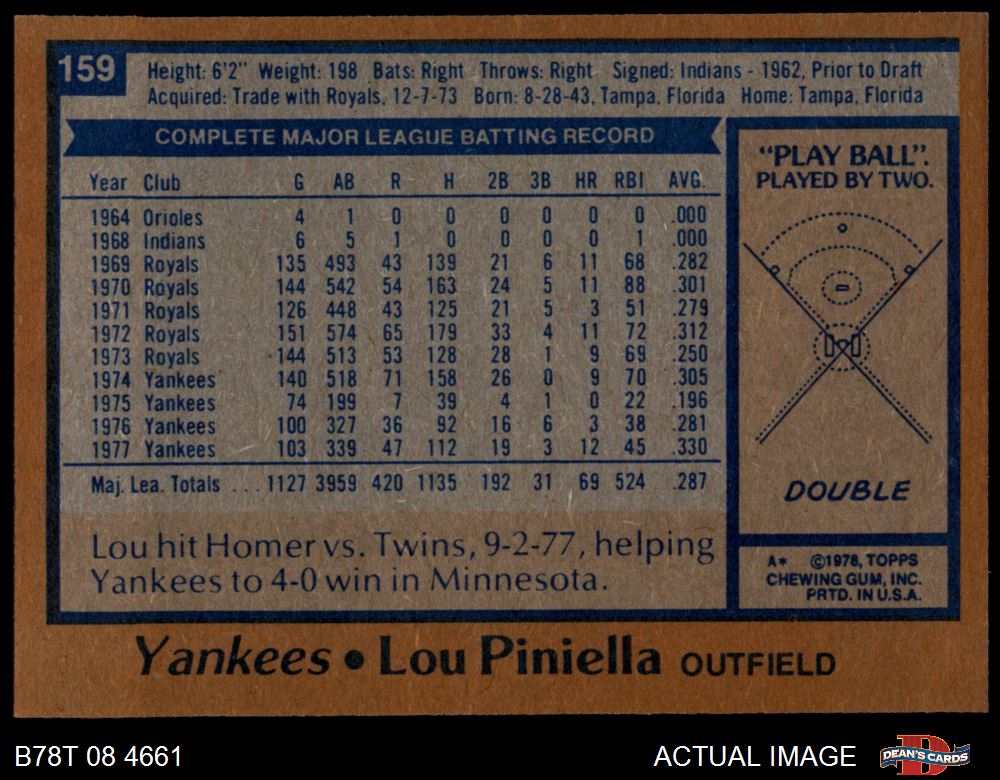 159
Height: 6'2" Weight: 198 Bats: Right Throws: Right Signed: Indians - 1962, Prior to Draft
Acquired: Trade with Royals, 12-7-73 Born: 8-28-43, Tampa, Florida Home: Tampa, Florida
COMPLETE MAJOR LEAGUE BATTING RECORD
Year Club G AB R H 2B 3B HR RBI AVG.
1964 Orioles 4 1 0 0 0 0 0 0 .000
1968 Indians 6 5 1 0 0 0 0 1 .000
1969 Royals 135 493 43 139 21 6 11 68 .282
1970 Royals 144 542 54 163 24 5 11 88 .301
1971 Royals 126 448 43 125 21 5 3 51 .279
1972 Royals 151 574 65 179 33 4 11 72 .312
1973 Royals 144 513 53 128 28 1 9 69 .250
1974 Yankees 140 518 71 158 26 0 9 70 .305
1975 Yankees 74 199 7 39 4 1 0 22 .196
1976 Yankees 100 327 36 92 16 6 3 38 .281
1977 Yankees 103 339 47 112 19 3 12 45 .330
Maj. Lea. Totals ... 1127 3959 420 1135 192 31 69 524 .287
Lou hit Homer vs. Twins, 9-2-77, helping
Yankees to 4-0 win in Minnesota.
"PLAY BALL".
PLAYED BY TWO.
DOUBLE
A* ©1978, TOPPS
CHEWING GUM, INC.
PRTD. IN U.S.A.
Yankees • Lou Piniella OUTFIELD
B78T 08 4661
ACTUAL IMAGE
DEAN'S CARDS